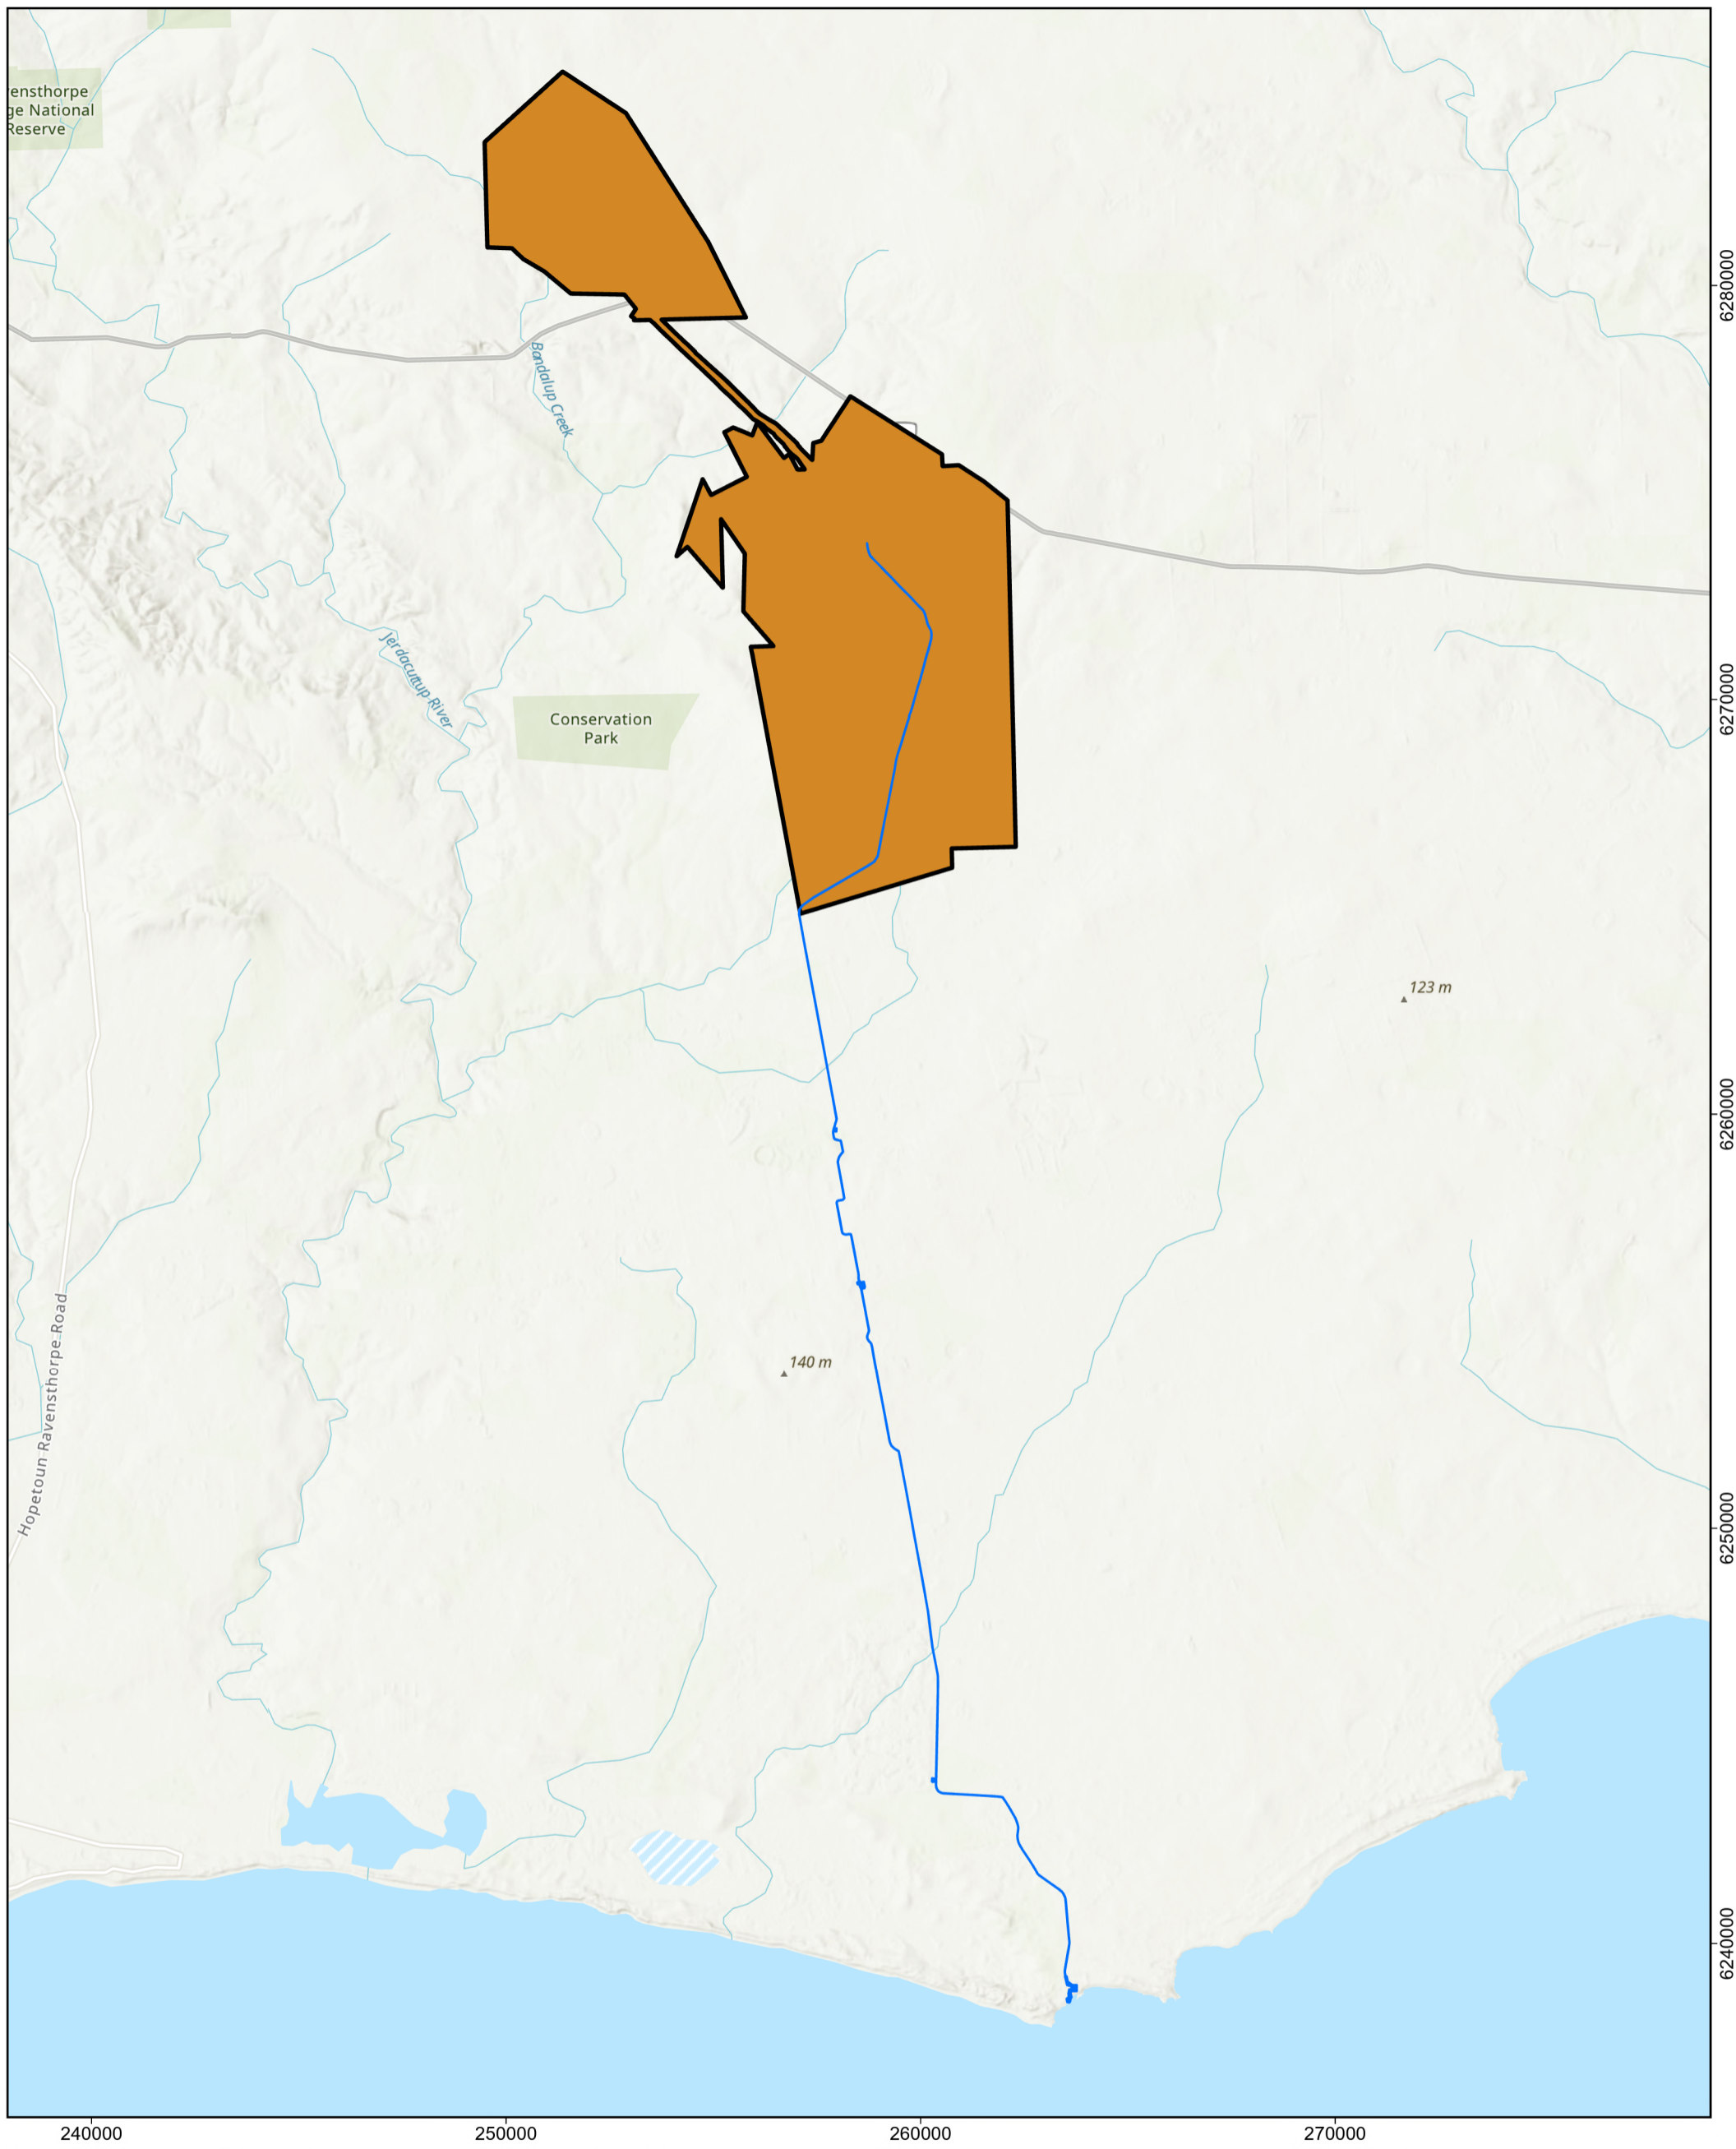 ensthorpe
ge National
Reserve
6280000
Bandalup Creek
Jerdacuttup River
6270000
Conservation
Park
123 m
6260000
Hopetoun Ravensthorpe Road
140 m
6250000
6240000
240000
250000
260000
270000